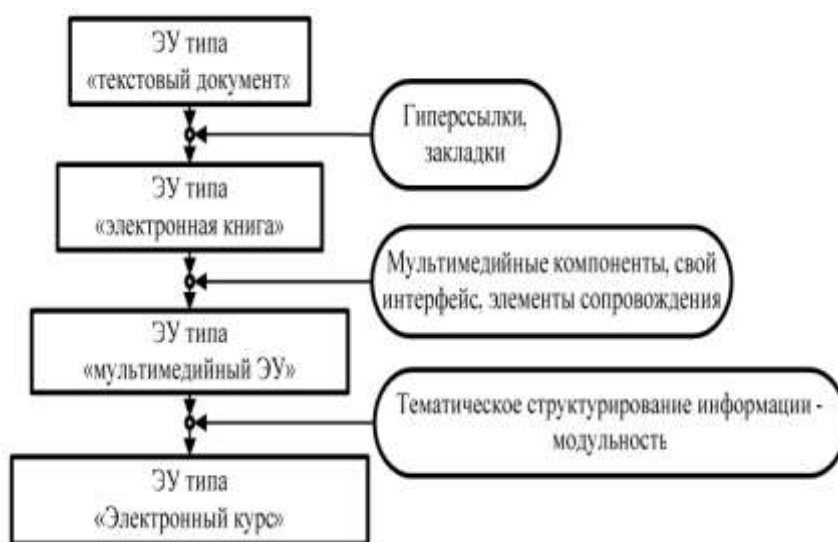 ЭУ типа
«текстовый документ»
Гиперссылки,
закладки
ЭУ типа
«электронная книга»
Мультимедийные компоненты, свой
интерфейс, элементы сопровождения
ЭУ типа
«мультимедийный ЭУ»
Тематическое структурирование информации -
модульность
ЭУ типа
«Электронный курс»